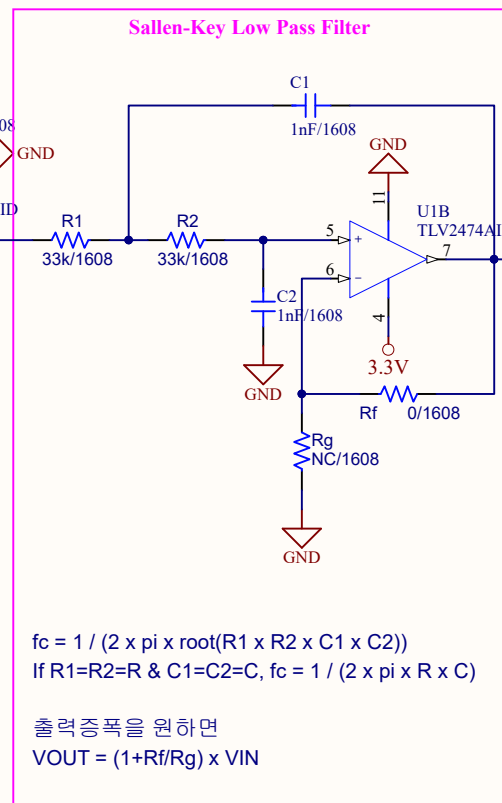 Sallen-Key Low Pass Filter
C1
1nF/1608
08
GND
GND
ID
R1
33k/1608
R2
33k/1608
11
U1B
TLV2474AI
5
+
7
6
−
C2
1nF/1608
4
3.3V
GND
Rf
0/1608
Rg
NC/1608
GND
fc = 1 / (2 x pi x root(R1 x R2 x C1 x C2))
If R1=R2=R & C1=C2=C, fc = 1 / (2 x pi x R x C)
출력증폭을 원하면
VOUT = (1+Rf/Rg) x VIN